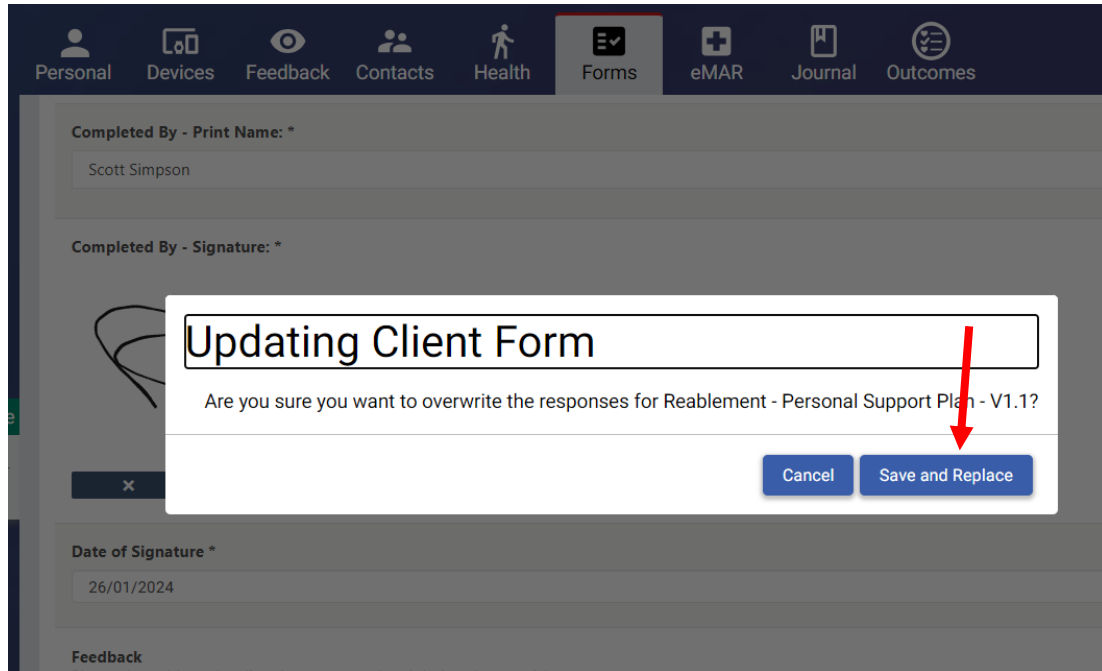 Personal Devices Feedback Contacts Health Forms eMAR Journal Outcomes
Completed By - Print Name: *
Scott Simpson
Completed By - Signature: *
Updating Client Form
Are you sure you want to overwrite the responses for Reablement - Personal Support Plan - V1.1?
Cancel Save and Replace
Date of Signature *
26/01/2024
Feedback